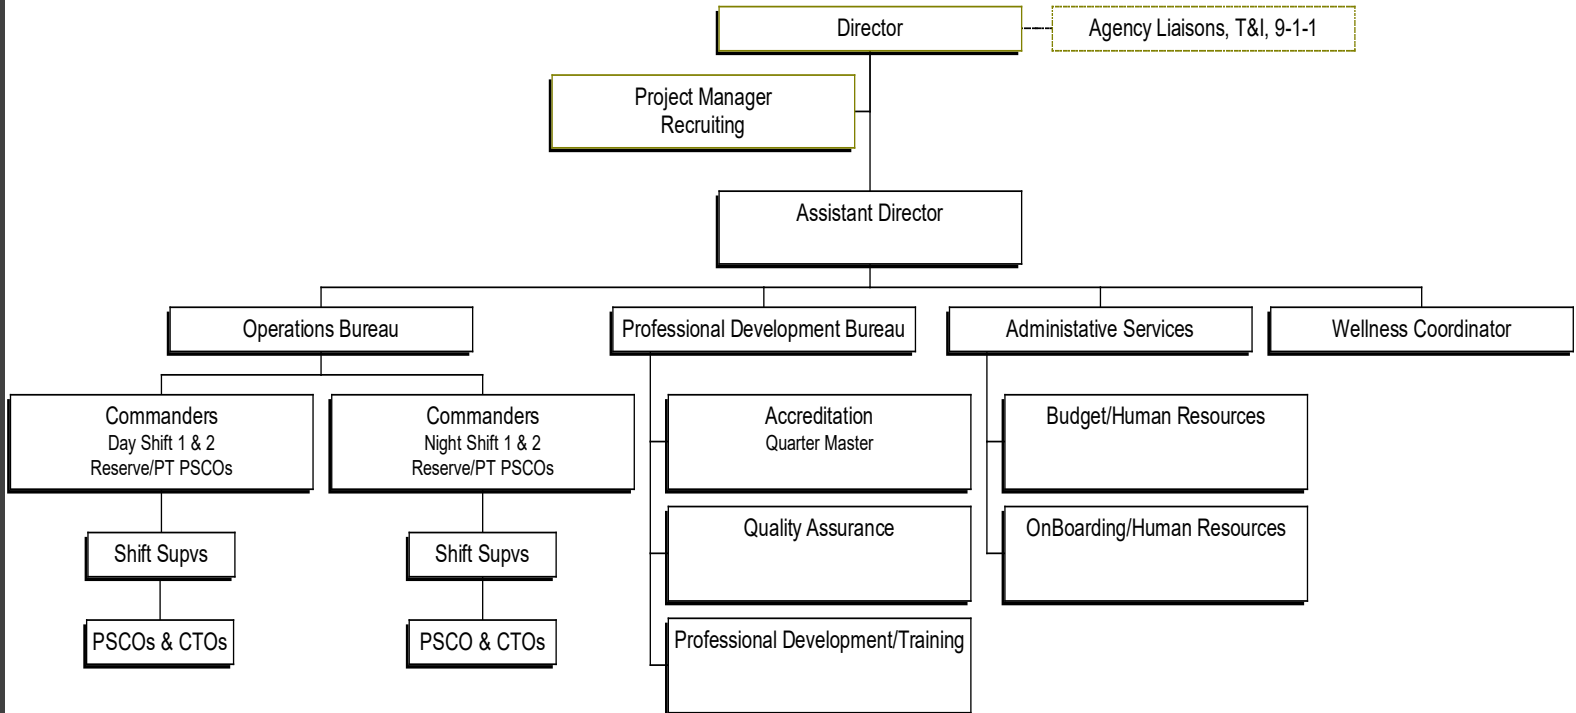 Director
Agency Liaisons, T&I, 9-1-1
Project Manager
Recruiting
Assistant Director
Operations Bureau
Professional Development Bureau
Administative Services
Wellness Coordinator
Commanders
Day Shift 1 & 2
Reserve/PT PSCOs
Commanders
Night Shift 1 & 2
Reserve/PT PSCOs
Accreditation
Quarter Master
Budget/Human Resources
Shift Supvs
Shift Supvs
Quality Assurance
OnBoarding/Human Resources
PSCOs & CTOs
PSCO & CTOs
Professional Development/Training